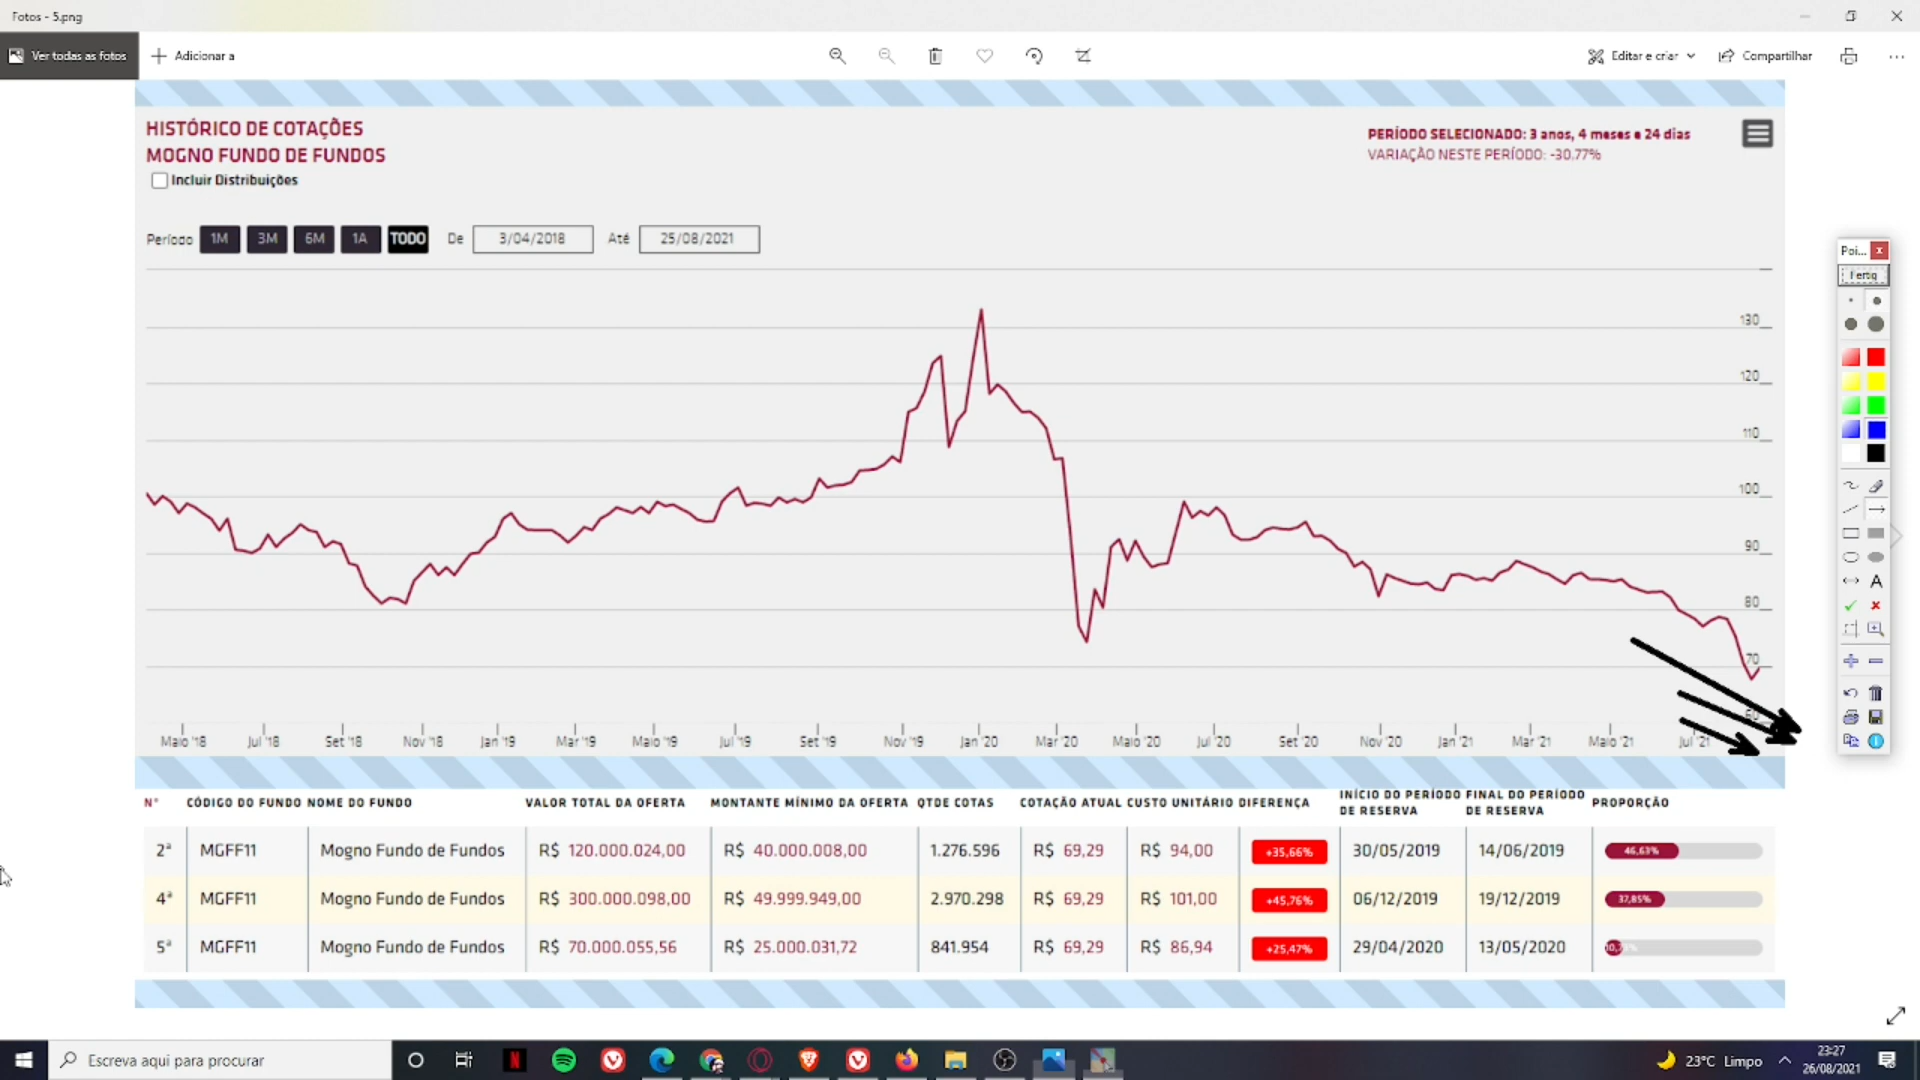 Fotos - 5.png
Ver todas as fotos
Adicionar a
Editar e criar
Compartilhar
HISTÓRICO DE COTAÇÕES
MOGNO FUNDO DE FUNDOS
Incluir Distribuições
PERÍODO SELECIONADO: 3 anos, 4 meses e 24 dias
VARIAÇÃO NESTE PERÍODO: -30.77%
Período 1M 3M 6M 1A TODO De 3/04/2018 Até 25/08/2021
Poi...
Fertig
130
120
110
100
90
80
70
60
A
Maio '18 Jul '18 Set '18 Nov '18 Jan '19 Mar '19 Maio '19 Jul '19 Set '19 Nov '19 Jan '20 Mar '20 Maio '20 Jul '20 Set '20 Nov '20 Jan '21 Mar '21 Maio '21 Jul '21
N° CÓDIGO DO FUNDO NOME DO FUNDO VALOR TOTAL DA OFERTA MONTANTE MÍNIMO DA OFERTA QTDE COTAS COTAÇÃO ATUAL CUSTO UNITÁRIO DIFERENÇA INÍCIO DO PERÍODO DE RESERVA FINAL DO PERÍODO DE RESERVA PROPORÇÃO
2ª MGFF11 Mogno Fundo de Fundos R$ 120.000.024,00 R$ 40.000.008,00 1.276.596 R$ 69,29 R$ 94,00 +35,66% 30/05/2019 14/06/2019 46,63%
4ª MGFF11 Mogno Fundo de Fundos R$ 300.000.098,00 R$ 49.999.949,00 2.970.298 R$ 69,29 R$ 101,00 +45,76% 06/12/2019 19/12/2019 37,85%
5ª MGFF11 Mogno Fundo de Fundos R$ 70.000.055,56 R$ 25.000.031,72 841.954 R$ 69,29 R$ 86,94 +25,47% 29/04/2020 13/05/2020
Escreva aqui para procurar
23°C Limpo
23:27
26/08/2021